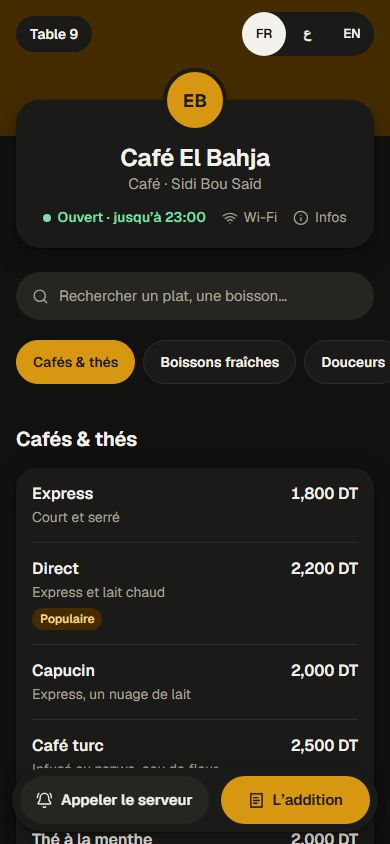 Table 9
FR ع EN
EB
Café El Bahja
Café · Sidi Bou Saïd
Ouvert · jusqu'à 23:00 Wi-Fi Infos
Rechercher un plat, une boisson…
Cafés & thés Boissons fraîches Douceurs
Cafés & thés
Express 1,800 DT
Court et serré
Direct 2,200 DT
Express et lait chaud
Populaire
Capucin 2,000 DT
Express, un nuage de lait
Café turc 2,500 DT
Appeler le serveur L'addition
Thé à la menthe 2,000 DT